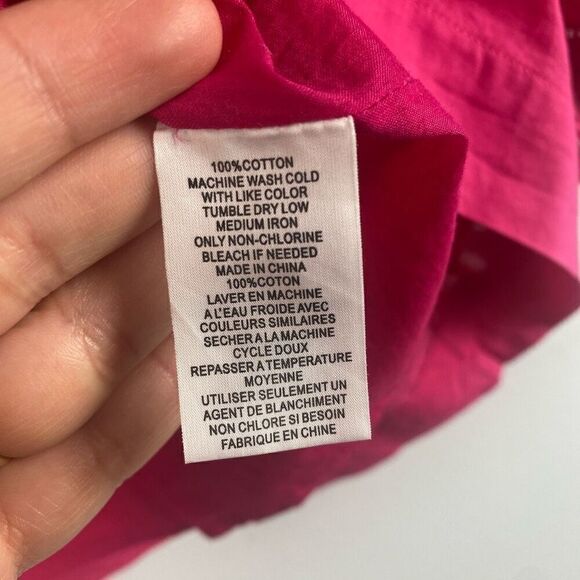 100%COTTON
MACHINE WASH COLD
WITH LIKE COLOR
TUMBLE DRY LOW
MEDIUM IRON
ONLY NON-CHLORINE
BLEACH IF NEEDED
MADE IN CHINA
100%COTON
LAVER EN MACHINE
A L'EAU FROIDE AVEC
COULEURS SIMILAIRES
SECHER A LA MACHINE
CYCLE DOUX
REPASSER A TEMPERATURE
MOYENNE
UTILISER SEULEMENT UN
AGENT DE BLANCHIMENT
NON CHLORE SI BESOIN
FABRIQUE EN CHINE